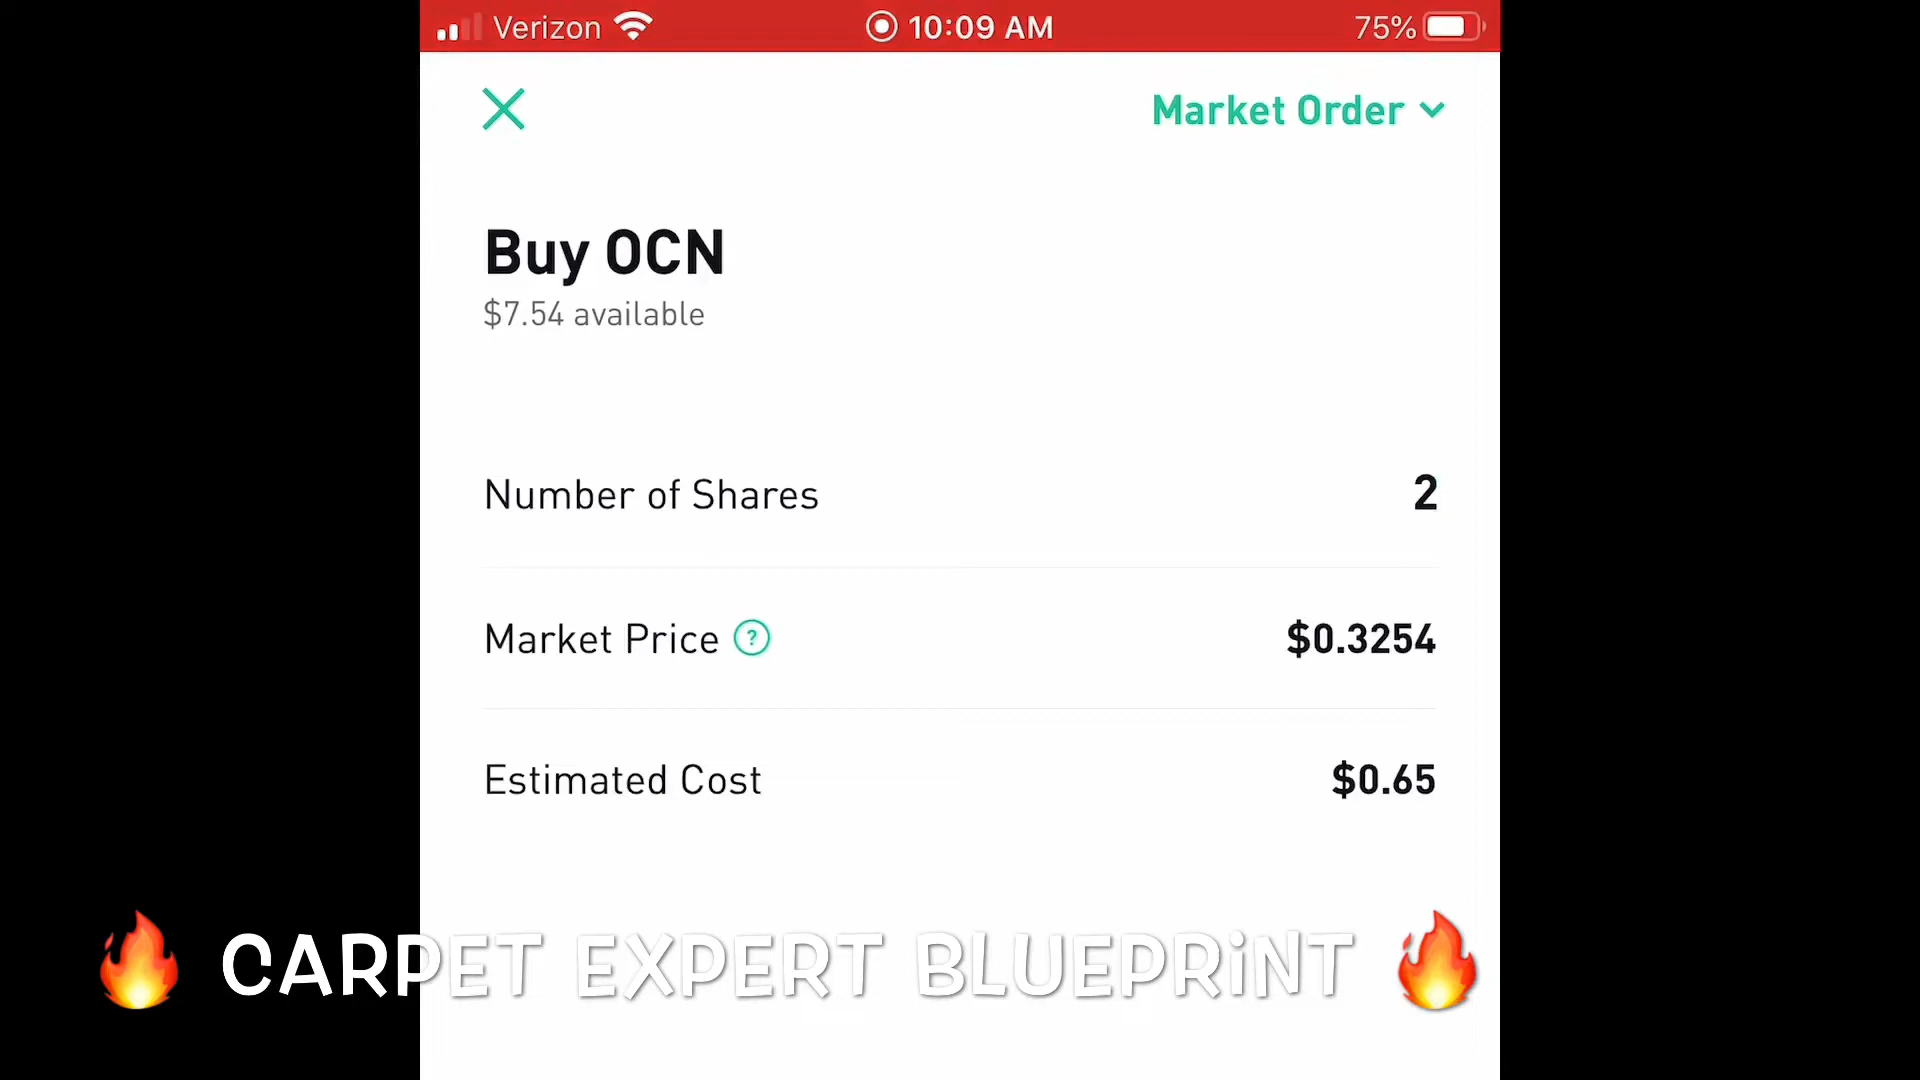 Verizon 10:09 AM 75%
Market Order
Buy OCN
$7.54 available
Number of Shares 2
Market Price ? $0.3254
Estimated Cost $0.65
🔥 CARPET EXPERT BLUEPRiNT 🔥